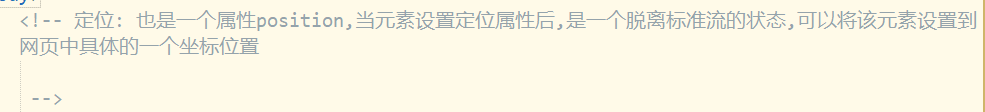 <!-- 定位: 也是一个属性position,当元素设置定位属性后,是一个脱离标准流的状态,可以将该元素设置到
网页中具体的一个坐标位置
-->